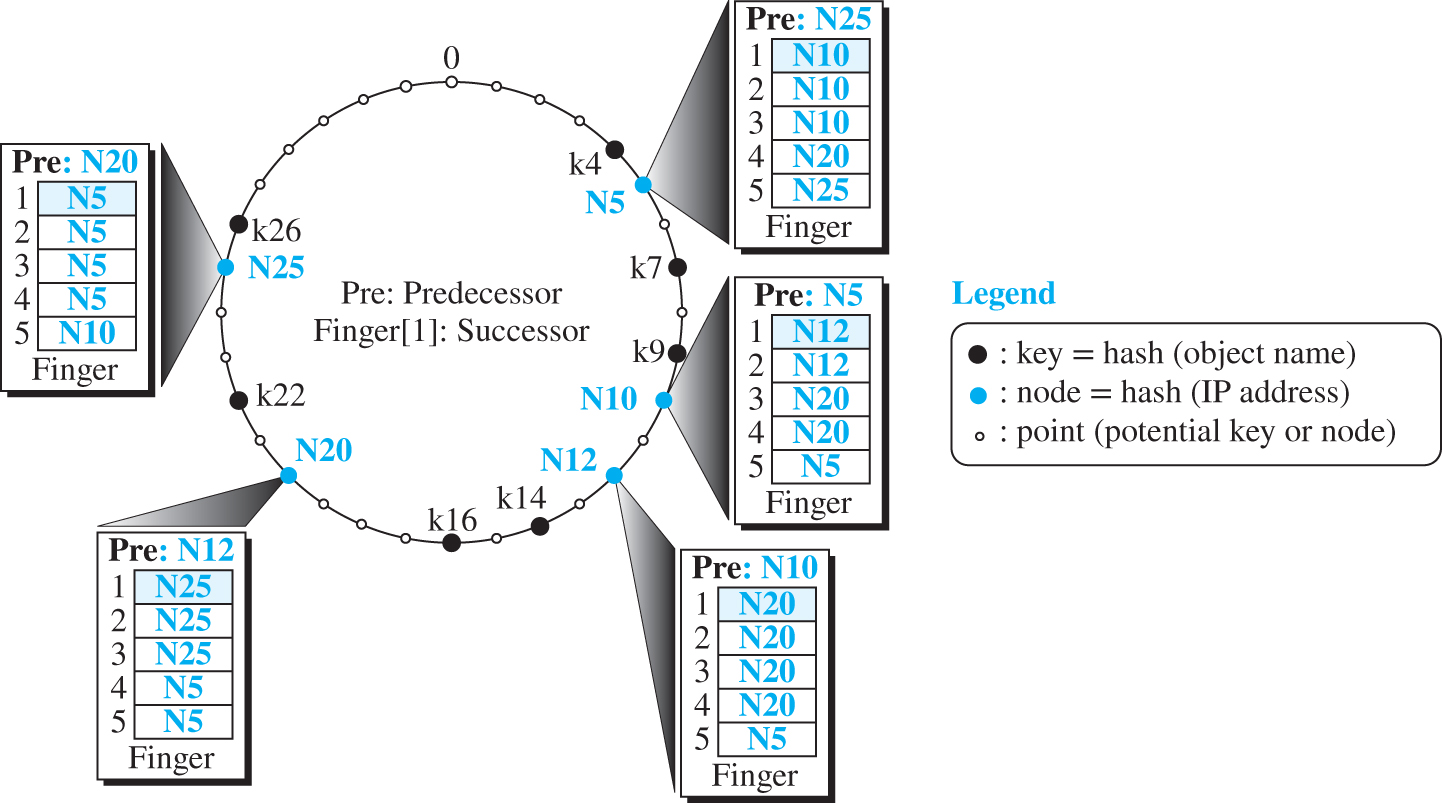 0
k4
N5
k7
k9
N10
N12
k14
k16
N20
k22
N25
k26
Pre: Predecessor
Finger[1]: Successor
Pre: N25
1 N10
2 N10
3 N10
4 N20
5 N25
Finger
Pre: N5
1 N12
2 N12
3 N20
4 N20
5 N5
Finger
Pre: N10
1 N20
2 N20
3 N20
4 N20
5 N5
Finger
Pre: N12
1 N25
2 N25
3 N25
4 N5
5 N5
Finger
Pre: N20
1 N5
2 N5
3 N5
4 N5
5 N10
Finger
Legend
: key = hash (object name)
: node = hash (IP address)
: point (potential key or node)